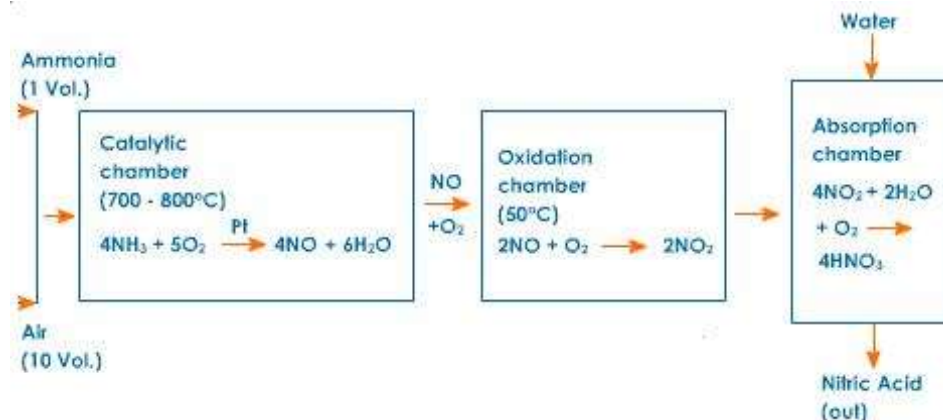 Ammonia
(1 Vol.)
Air
(10 Vol.)
Catalytic
chamber
(700 - 800°C)
Pt
4NH₃ + 5O₂ → 4NO + 6H₂O
NO
+O₂
Oxidation
chamber
(50°C)
2NO + O₂ → 2NO₂
Water
Absorption
chamber
4NO₂ + 2H₂O
+ O₂ →
4HNO₃
Nitric Acid
(out)